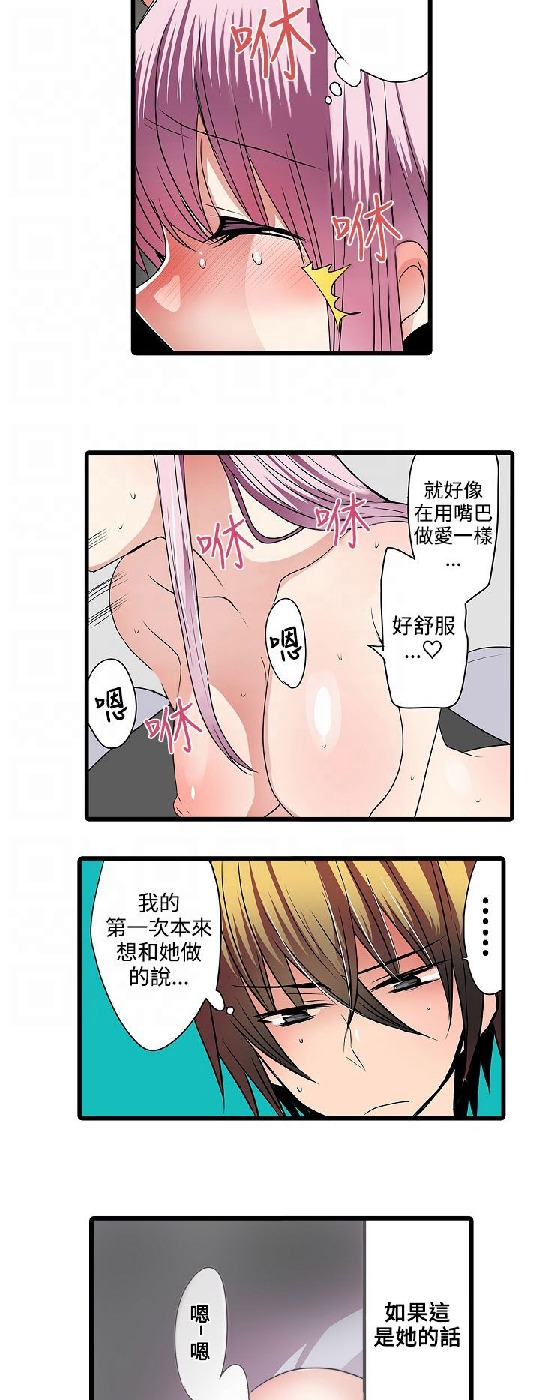 咻
咻
就好像
在用嘴巴
做愛一樣
...
好舒服
...♡
咻
咻
嗯
嗯
咻
......
我的
第一次本來
想和她做
的說...
如果這
是她的話
嗯-嗯